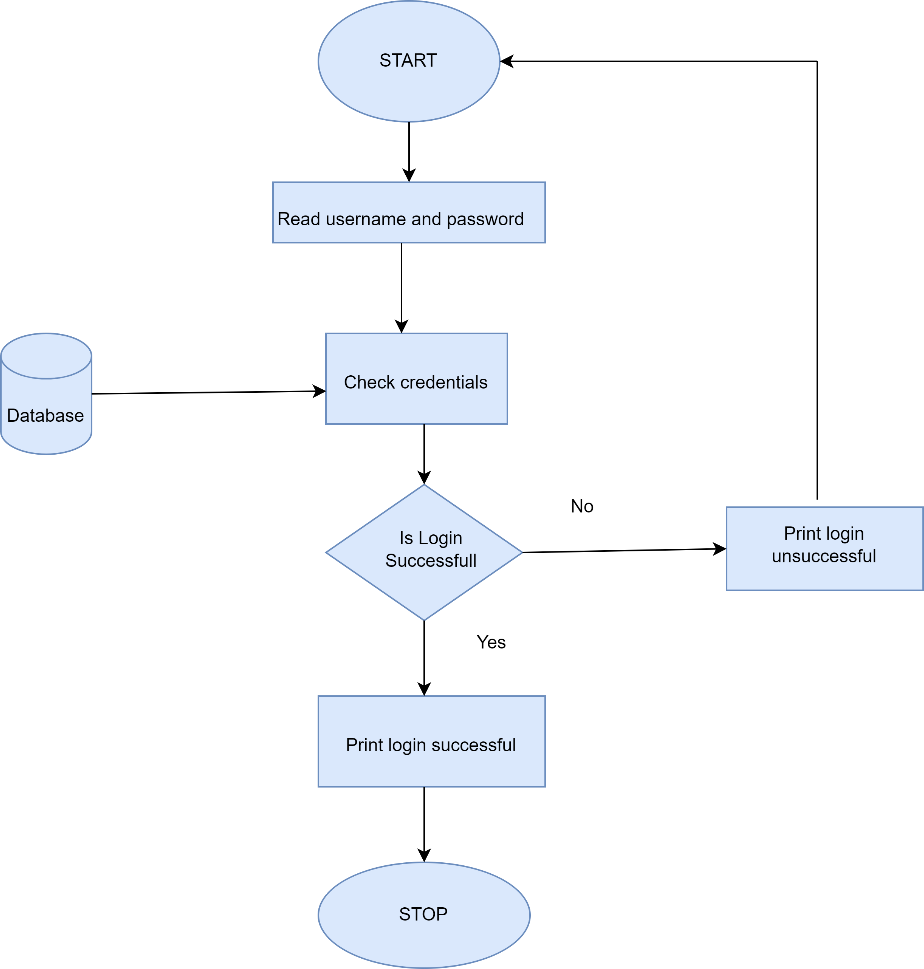 START
Read username and password
Check credentials
Database
No
Is Login
Successfull
Print login
unsuccessful
Yes
Print login successful
STOP